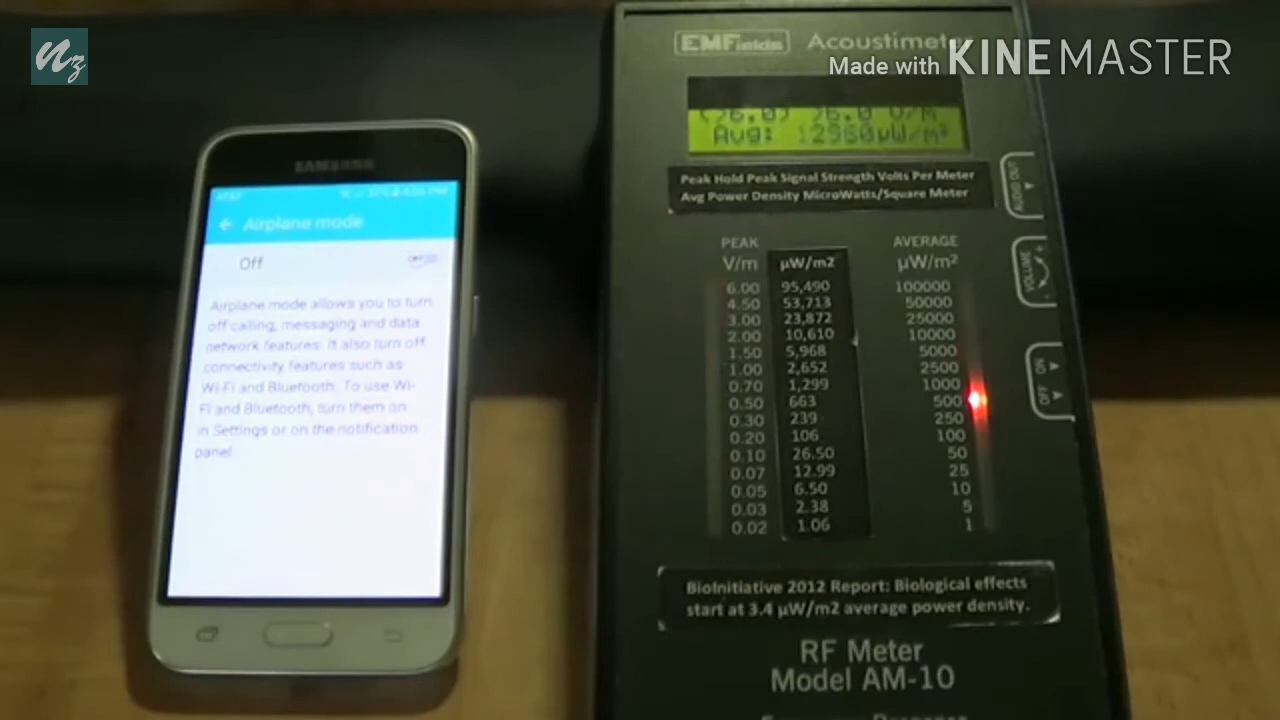 nz
EMFields Acoustimeter
Made with KINEMASTER
Avg:
Peak Hold Peak Signal Strength Volts Per Meter
Avg Power Density MicroWatts/Square Meter
SAMSUNG
Airplane mode
Off
Airplane mode allows you to turn
off calling, messaging and data
network features. It also turn off
connectivity features such as
Wi-Fi and Bluetooth. To use Wi-
Fi and Bluetooth, turn them on
in Settings or on the notification
panel.
PEAK AVERAGE
V/m µW/m2 µW/m²
6.00 95,490 100000
4.50 53,713 50000
3.00 23,872 25000
2.00 10,610 10000
1.50 5,968 5000
1.00 2,652 2500
0.70 1,299 1000
0.50 663 500
0.30 239 250
0.20 106 100
0.10 26.50 50
0.07 12.99 25
0.05 6.50 10
0.03 2.38 5
0.02 1.06 1
AUDIO OUT
VOLUME - +
OFF ON
BioInitiative 2012 Report: Biological effects
start at 3.4 µW/m2 average power density.
RF Meter
Model AM-10